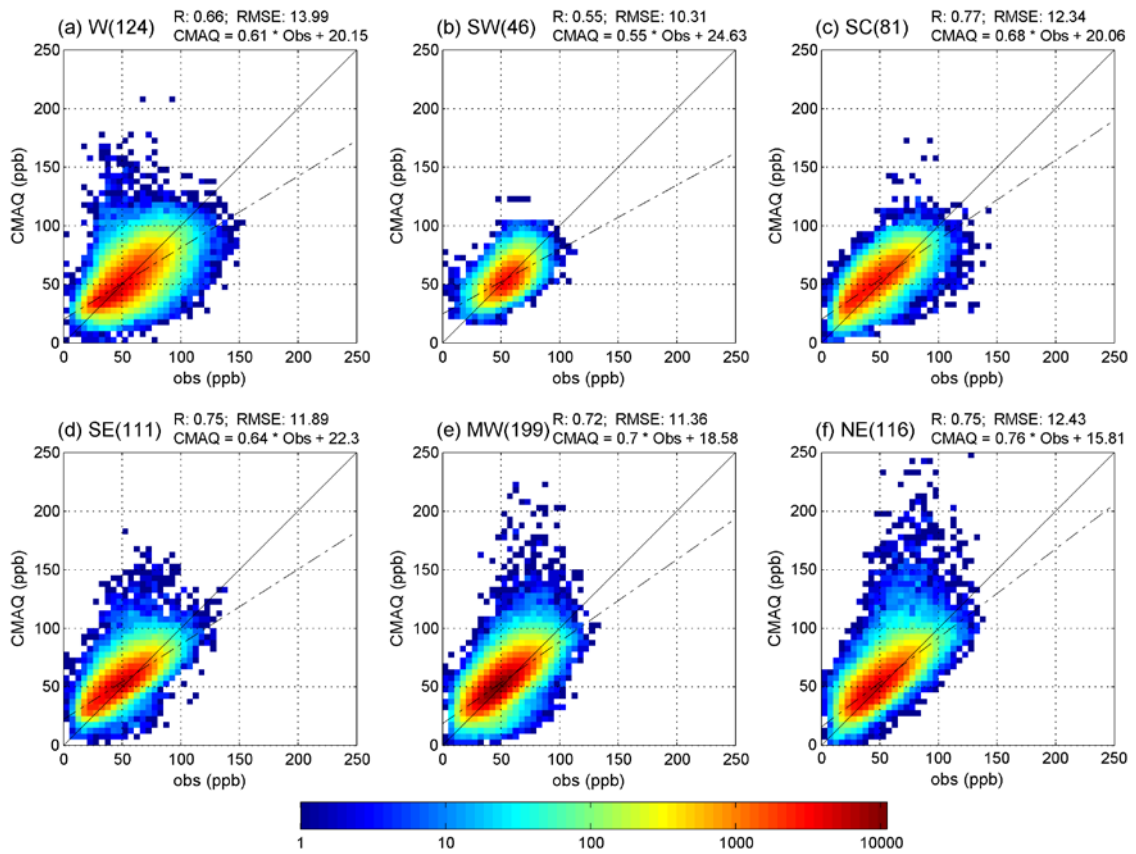 (a) W(124)
R: 0.66; RMSE: 13.99
CMAQ = 0.61 * Obs + 20.15
250
200
150
100
50
0
CMAQ (ppb)
0 50 100 150 200 250
obs (ppb)
(b) SW(46)
R: 0.55; RMSE: 10.31
CMAQ = 0.55 * Obs + 24.63
250
200
150
100
50
0
CMAQ (ppb)
0 50 100 150 200 250
obs (ppb)
(c) SC(81)
R: 0.77; RMSE: 12.34
CMAQ = 0.68 * Obs + 20.06
250
200
150
100
50
0
CMAQ (ppb)
0 50 100 150 200 250
obs (ppb)
(d) SE(111)
R: 0.75; RMSE: 11.89
CMAQ = 0.64 * Obs + 22.3
250
200
150
100
50
0
CMAQ (ppb)
0 50 100 150 200 250
obs (ppb)
(e) MW(199)
R: 0.72; RMSE: 11.36
CMAQ = 0.7 * Obs + 18.58
250
200
150
100
50
0
CMAQ (ppb)
0 50 100 150 200 250
obs (ppb)
(f) NE(116)
R: 0.75; RMSE: 12.43
CMAQ = 0.76 * Obs + 15.81
250
200
150
100
50
0
CMAQ (ppb)
0 50 100 150 200 250
obs (ppb)
1 10 100 1000 10000